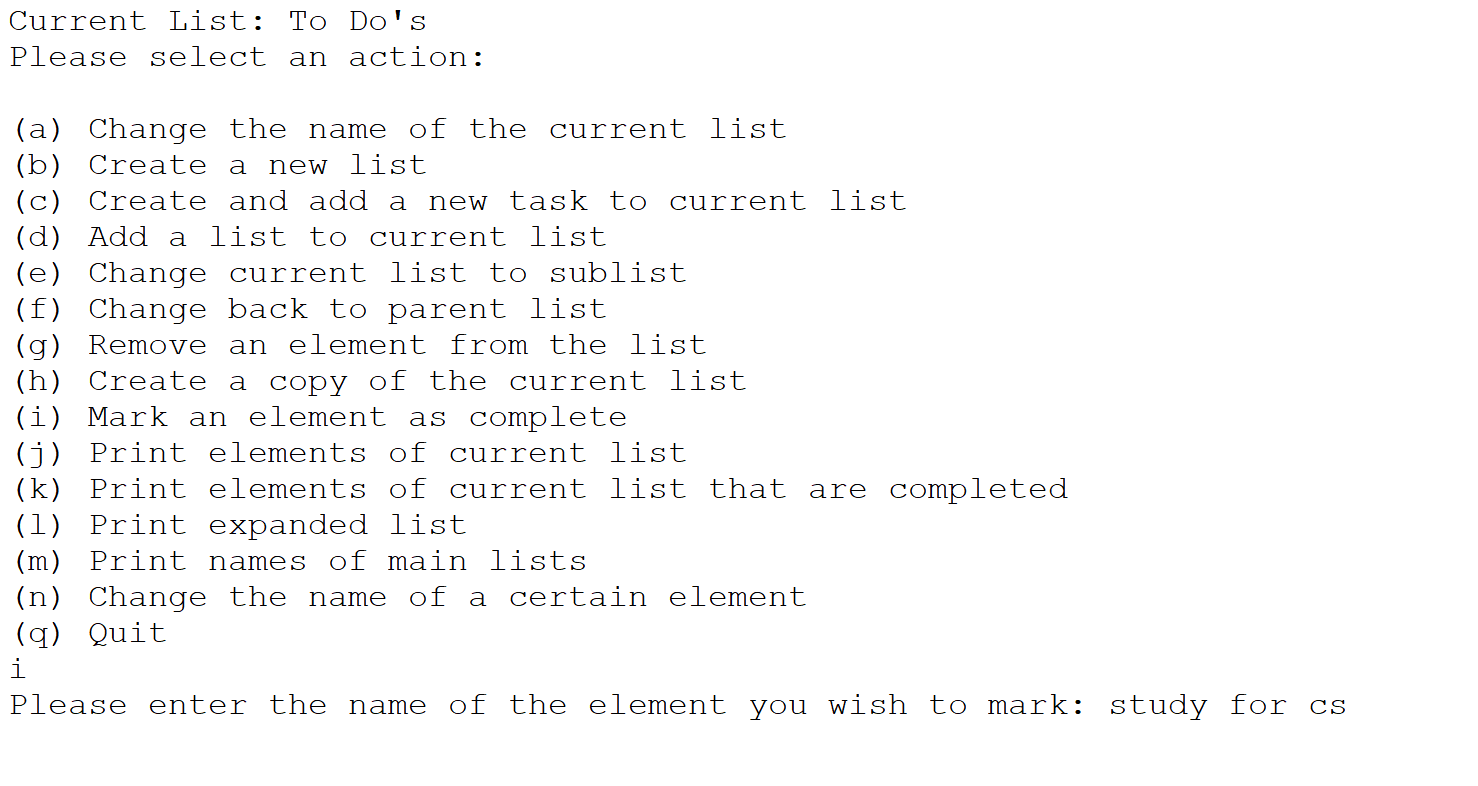 Current List: To Do's
Please select an action:
(a) Change the name of the current list
(b) Create a new list
(c) Create and add a new task to current list
(d) Add a list to current list
(e) Change current list to sublist
(f) Change back to parent list
(g) Remove an element from the list
(h) Create a copy of the current list
(i) Mark an element as complete
(j) Print elements of current list
(k) Print elements of current list that are completed
(l) Print expanded list
(m) Print names of main lists
(n) Change the name of a certain element
(q) Quit
i
Please enter the name of the element you wish to mark: study for cs